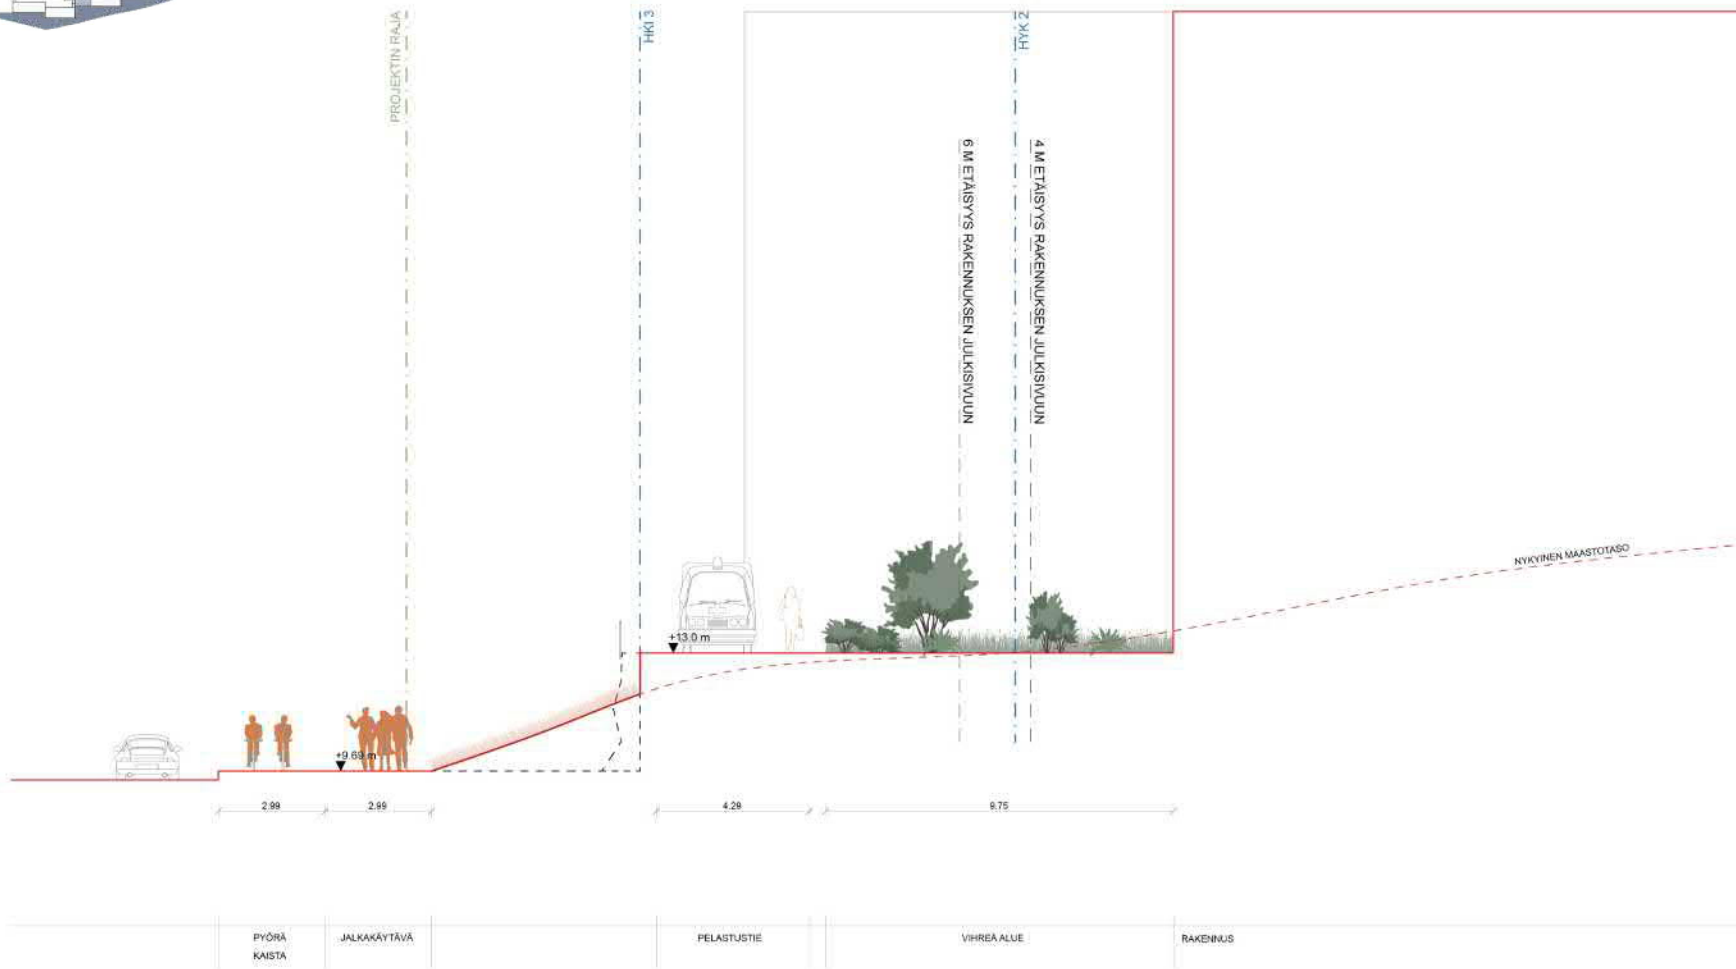 PROJEKTIN RAJA
HKI 3
HYK 2
6 M ETÄISYYS RAKENNUKSEN JULKISIVUUN
4 M ETÄISYYS RAKENNUKSEN JULKISIVUUN
NYKYINEN MAASTOTASO
+13.0 m
+9.69 m
2.99
2.99
4.29
9.75
PYÖRÄ
KAISTA
JALKAKÄYTÄVÄ
PELASTUSTIE
VIHREÄ ALUE
RAKENNUS